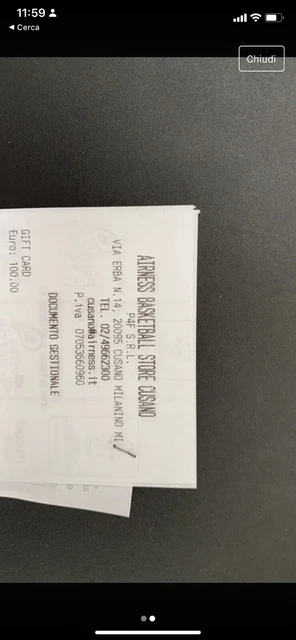 11:59
Cerca
Chiudi
AIRNESS BASKETBALL STORE CUSANO
P4F S.R.L.
VIA ERBA N.14, 20095 CUSANO MILANINO MI
TEL. 02/49662300
cusano@airness.it
P.iva 07053660960
DOCUMENTO GESTIONALE
GIFT CARD
Euro: 100.00